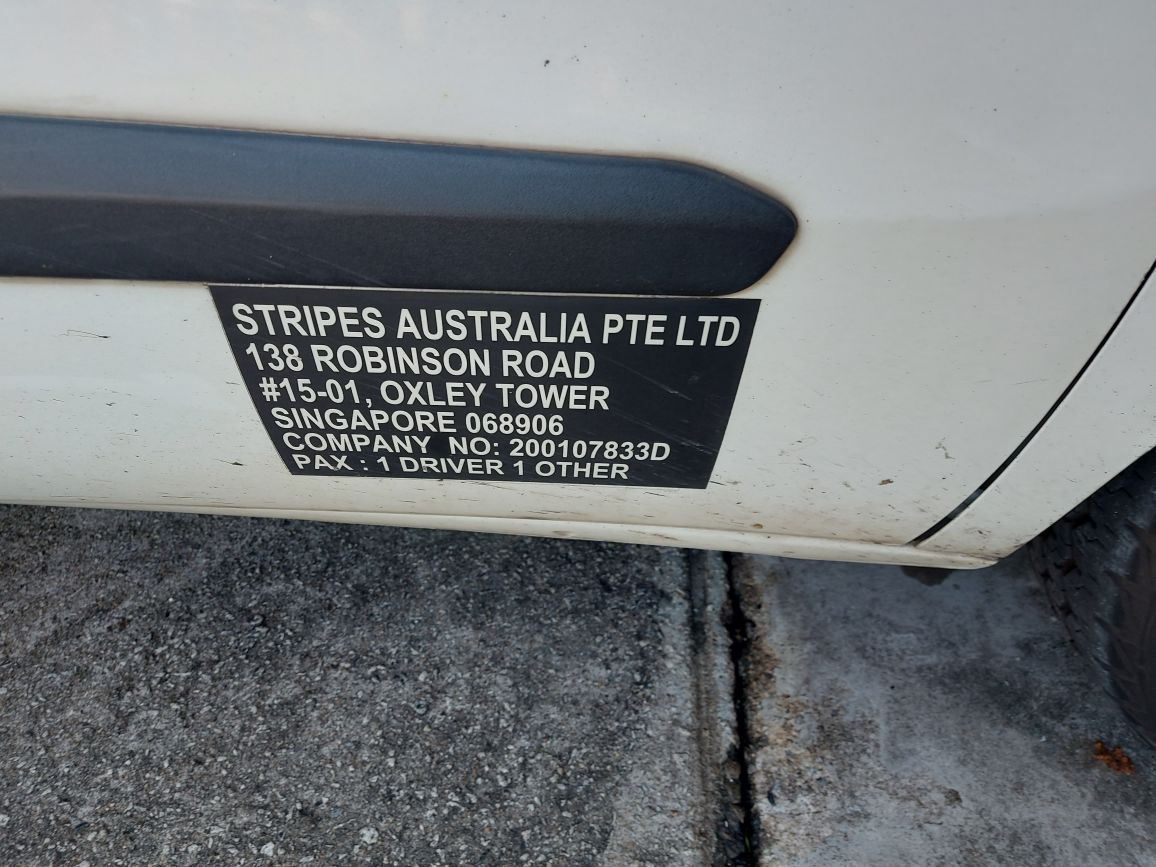 STRIPES AUSTRALIA PTE LTD
138 ROBINSON ROAD
#15-01, OXLEY TOWER
SINGAPORE 068906
COMPANY NO: 200107833D
PAX : 1 DRIVER 1 OTHER